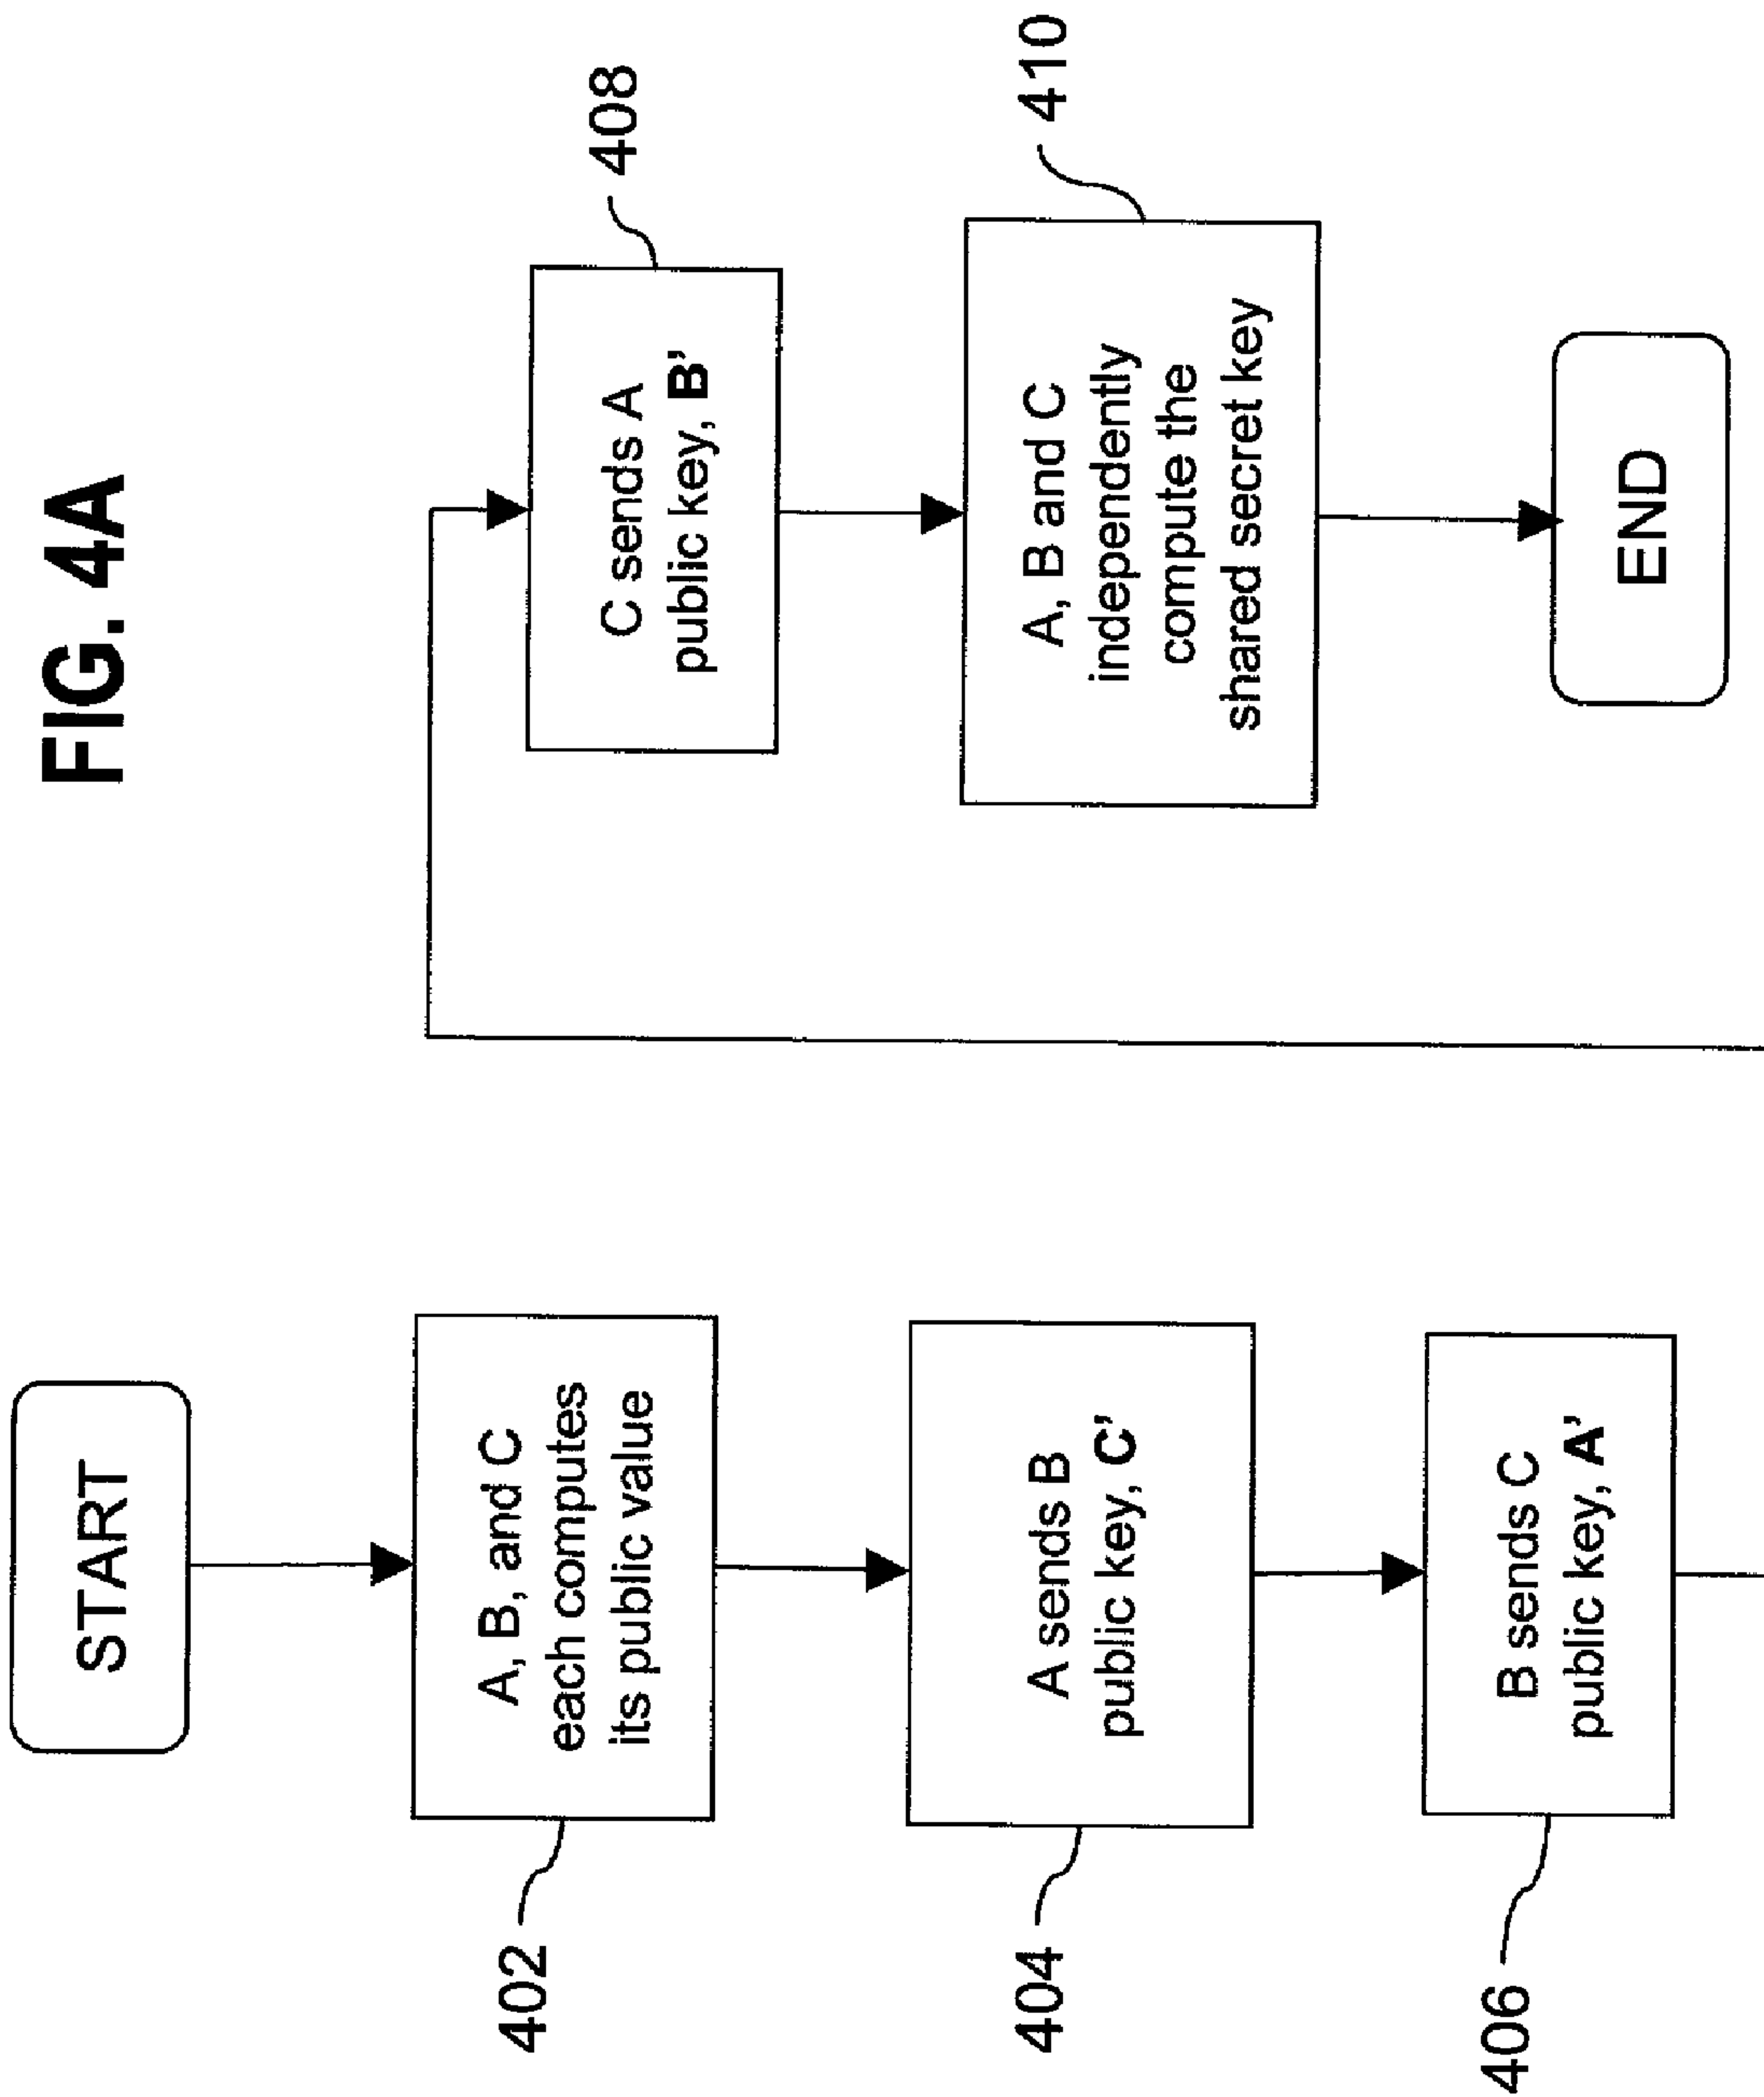 FIG. 4A
START
402
A, B, and C
each computes
its public value
404
A sends B
public key, C'
406
B sends C
public key, A'
408
C sends A
public key, B'
410
A, B and C
independently
compute the
shared secret key
END